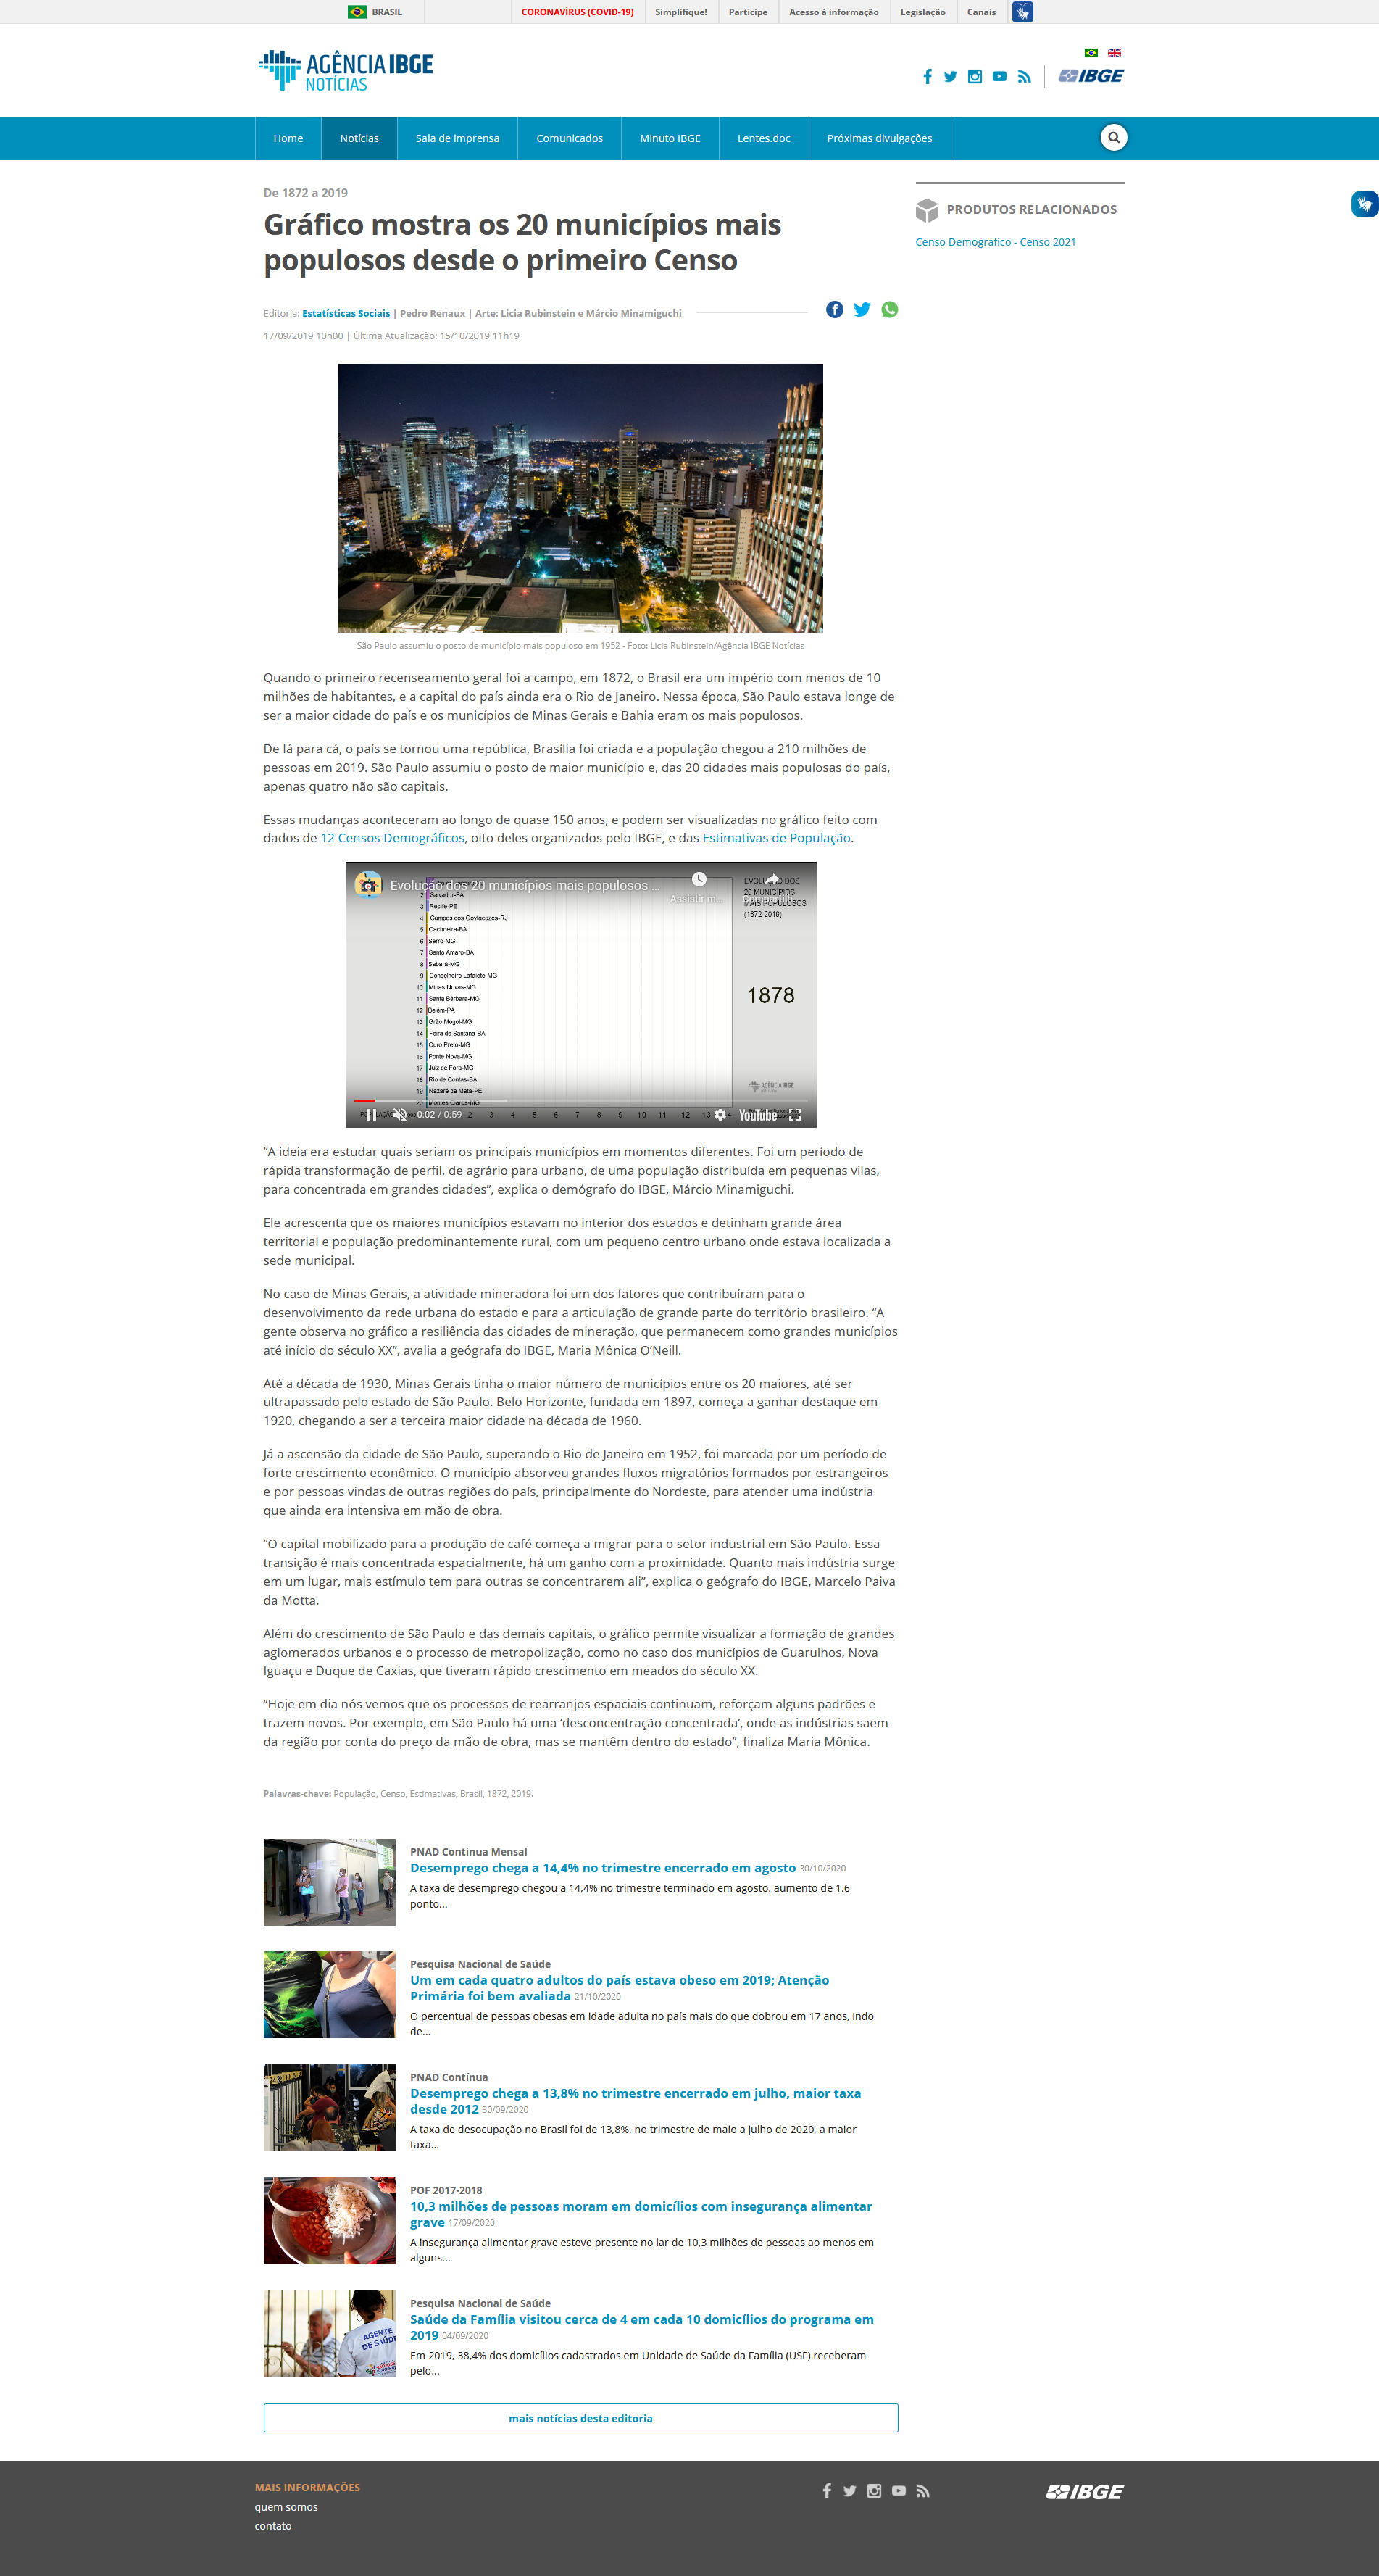 BRASIL
CORONAVÍRUS (COVID-19)
Simplifique!
Participe
Acesso à informação
Legislação
Canais
AGÊNCIA IBGE
NOTÍCIAS
IBGE
Home
Notícias
Sala de imprensa
Comunicados
Minuto IBGE
Lentes.doc
Próximas divulgações
De 1872 a 2019
Gráfico mostra os 20 municípios mais
populosos desde o primeiro Censo
Editoria: Estatísticas Sociais | Pedro Renaux | Arte: Licia Rubinstein e Márcio Minamiguchi
17/09/2019 10h00 | Última Atualização: 15/10/2019 11h19
PRODUTOS RELACIONADOS
Censo Demográfico - Censo 2021
São Paulo assumiu o posto de município mais populoso em 1952 - Foto: Licia Rubinstein/Agência IBGE Notícias
Quando o primeiro recenseamento geral foi a campo, em 1872, o Brasil era um império com menos de 10
milhões de habitantes, e a capital do país ainda era o Rio de Janeiro. Nessa época, São Paulo estava longe de
ser a maior cidade do país e os municípios de Minas Gerais e Bahia eram os mais populosos.
De lá para cá, o país se tornou uma república, Brasília foi criada e a população chegou a 210 milhões de
pessoas em 2019. São Paulo assumiu o posto de maior município e, das 20 cidades mais populosas do país,
apenas quatro não são capitais.
Essas mudanças aconteceram ao longo de quase 150 anos, e podem ser visualizadas no gráfico feito com
dados de 12 Censos Demográficos, oito deles organizados pelo IBGE, e das Estimativas de População.
Evolução dos 20 municípios mais populosos ...
Assistir m...
EVOLUÇÃO DOS
20 MUNICÍPIOS
MAIS POPULOSOS
(1872-2019)
2 Salvador-BA
3 Recife-PE
4 Campos dos Goytacazes-RJ
5 Cachoeira-BA
6 Serro-MG
7 Santo Amaro-BA
8 Sabará-MG
9 Conselheiro Lafaiete-MG
10 Minas Novas-MG
11 Santa Bárbara-MG
12 Belém-PA
13 Grão Mogol-MG
14 Feira de Santana-BA
15 Ouro Preto-MG
16 Ponte Nova-MG
17 Juiz de Fora-MG
18 Rio de Contas-BA
19 Nazaré da Mata-PE
20 Montes Claros-MG
1878
AGÊNCIA IBGE
NOTÍCIAS
0:02 / 0:59
2 3 4 5 6 7 8 9 10 11 12 13 14
YouTube
“A ideia era estudar quais seriam os principais municípios em momentos diferentes. Foi um período de
rápida transformação de perfil, de agrário para urbano, de uma população distribuída em pequenas vilas,
para concentrada em grandes cidades”, explica o demógrafo do IBGE, Márcio Minamiguchi.
Ele acrescenta que os maiores municípios estavam no interior dos estados e detinham grande área
territorial e população predominantemente rural, com um pequeno centro urbano onde estava localizada a
sede municipal.
No caso de Minas Gerais, a atividade mineradora foi um dos fatores que contribuíram para o
desenvolvimento da rede urbana do estado e para a articulação de grande parte do território brasileiro. “A
gente observa no gráfico a resiliência das cidades de mineração, que permanecem como grandes municípios
até início do século XX”, avalia a geógrafa do IBGE, Maria Mônica O’Neill.
Até a década de 1930, Minas Gerais tinha o maior número de municípios entre os 20 maiores, até ser
ultrapassado pelo estado de São Paulo. Belo Horizonte, fundada em 1897, começa a ganhar destaque em
1920, chegando a ser a terceira maior cidade na década de 1960.
Já a ascensão da cidade de São Paulo, superando o Rio de Janeiro em 1952, foi marcada por um período de
forte crescimento econômico. O município absorveu grandes fluxos migratórios formados por estrangeiros
e por pessoas vindas de outras regiões do país, principalmente do Nordeste, para atender uma indústria
que ainda era intensiva em mão de obra.
“O capital mobilizado para a produção de café começa a migrar para o setor industrial em São Paulo. Essa
transição é mais concentrada espacialmente, há um ganho com a proximidade. Quanto mais indústria surge
em um lugar, mais estímulo tem para outras se concentrarem ali”, explica o geógrafo do IBGE, Marcelo Paiva
da Motta.
Além do crescimento de São Paulo e das demais capitais, o gráfico permite visualizar a formação de grandes
aglomerados urbanos e o processo de metropolização, como no caso dos municípios de Guarulhos, Nova
Iguaçu e Duque de Caxias, que tiveram rápido crescimento em meados do século XX.
“Hoje em dia nós vemos que os processos de rearranjos espaciais continuam, reforçam alguns padrões e
trazem novos. Por exemplo, em São Paulo há uma ‘desconcentração concentrada’, onde as indústrias saem
da região por conta do preço da mão de obra, mas se mantêm dentro do estado”, finaliza Maria Mônica.
Palavras-chave: População, Censo, Estimativas, Brasil, 1872, 2019.
PNAD Contínua Mensal
Desemprego chega a 14,4% no trimestre encerrado em agosto 30/10/2020
A taxa de desemprego chegou a 14,4% no trimestre terminado em agosto, aumento de 1,6
ponto...
Pesquisa Nacional de Saúde
Um em cada quatro adultos do país estava obeso em 2019; Atenção
Primária foi bem avaliada 21/10/2020
O percentual de pessoas obesas em idade adulta no país mais do que dobrou em 17 anos, indo
de...
PNAD Contínua
Desemprego chega a 13,8% no trimestre encerrado em julho, maior taxa
desde 2012 30/09/2020
A taxa de desocupação no Brasil foi de 13,8%, no trimestre de maio a julho de 2020, a maior
taxa...
POF 2017-2018
10,3 milhões de pessoas moram em domicílios com insegurança alimentar
grave 17/09/2020
A insegurança alimentar grave esteve presente no lar de 10,3 milhões de pessoas ao menos em
alguns...
AGENTE
DE SAÚDE
Pesquisa Nacional de Saúde
Saúde da Família visitou cerca de 4 em cada 10 domicílios do programa em
2019 04/09/2020
Em 2019, 38,4% dos domicílios cadastrados em Unidade de Saúde da Família (USF) receberam
pelo...
mais notícias desta editoria
MAIS INFORMAÇÕES
quem somos
contato
IBGE